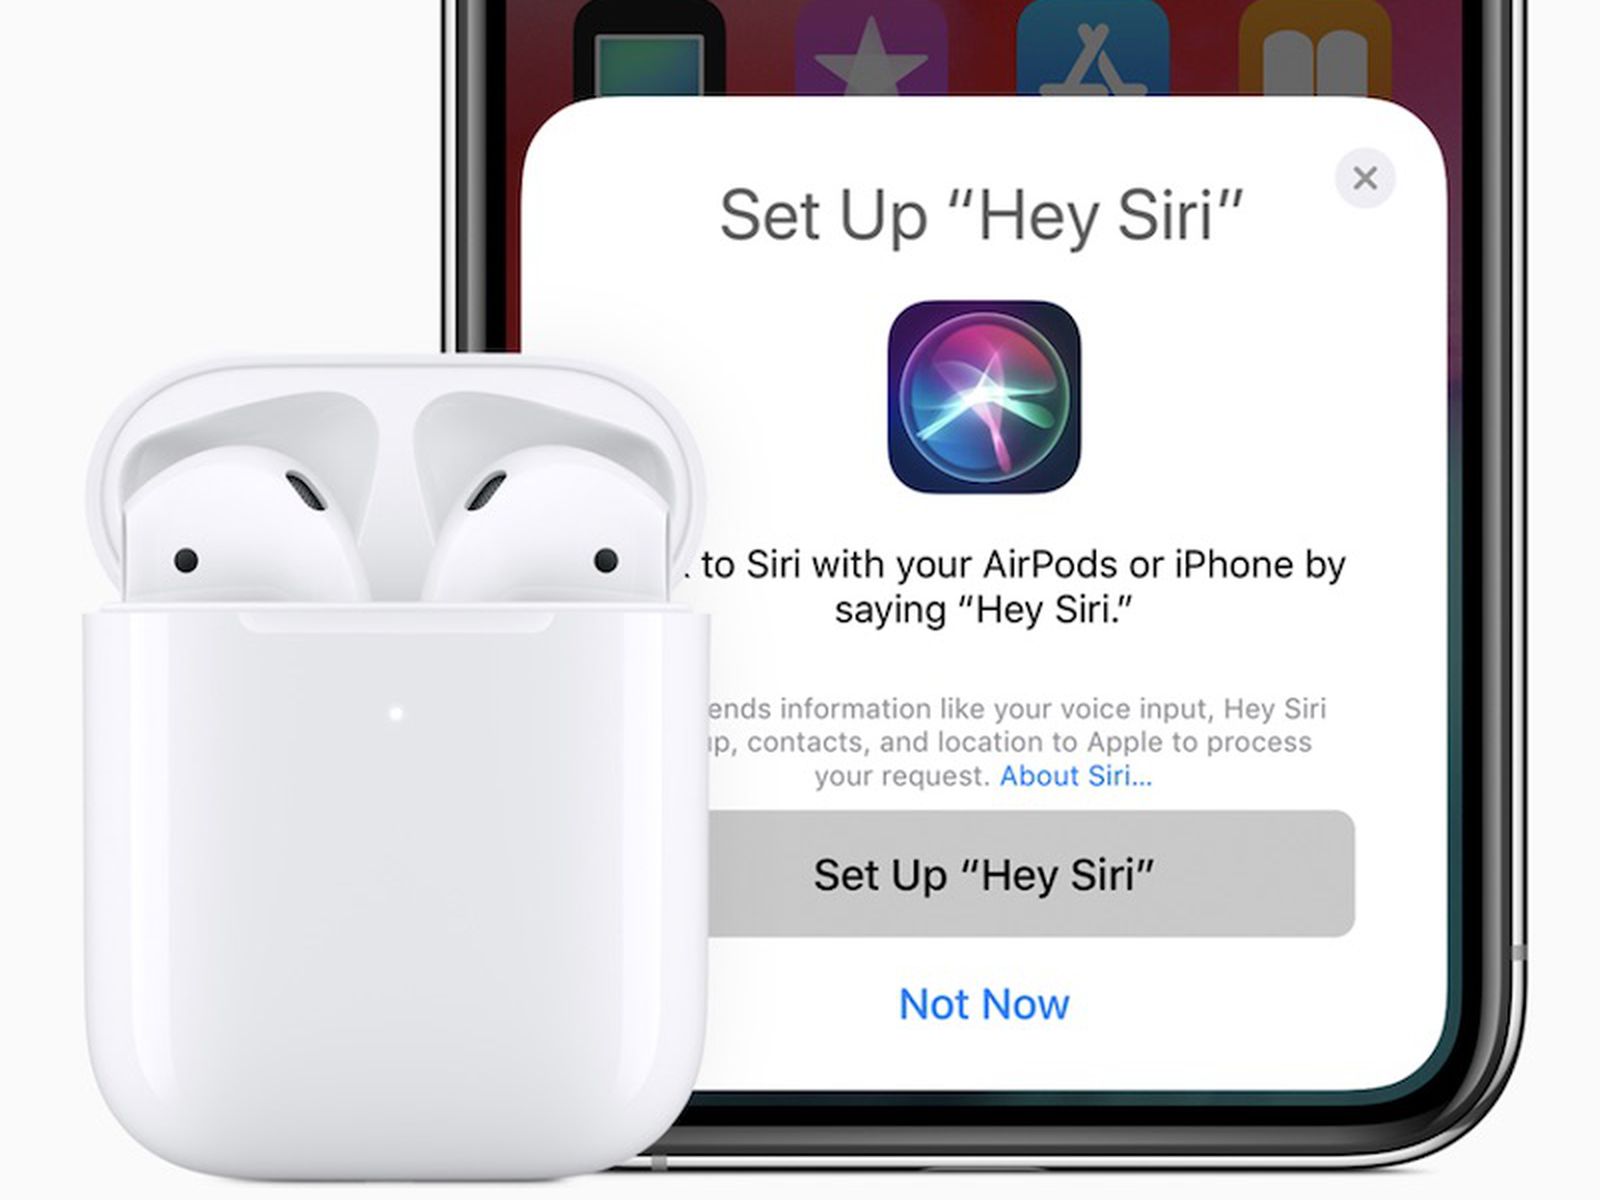 Set Up “Hey Siri”
to Siri with your AirPods or iPhone by
saying “Hey Siri.”
information like your voice input, Hey Siri
contacts, and location to Apple to process
your request. About Siri...
Set Up “Hey Siri”
Not Now